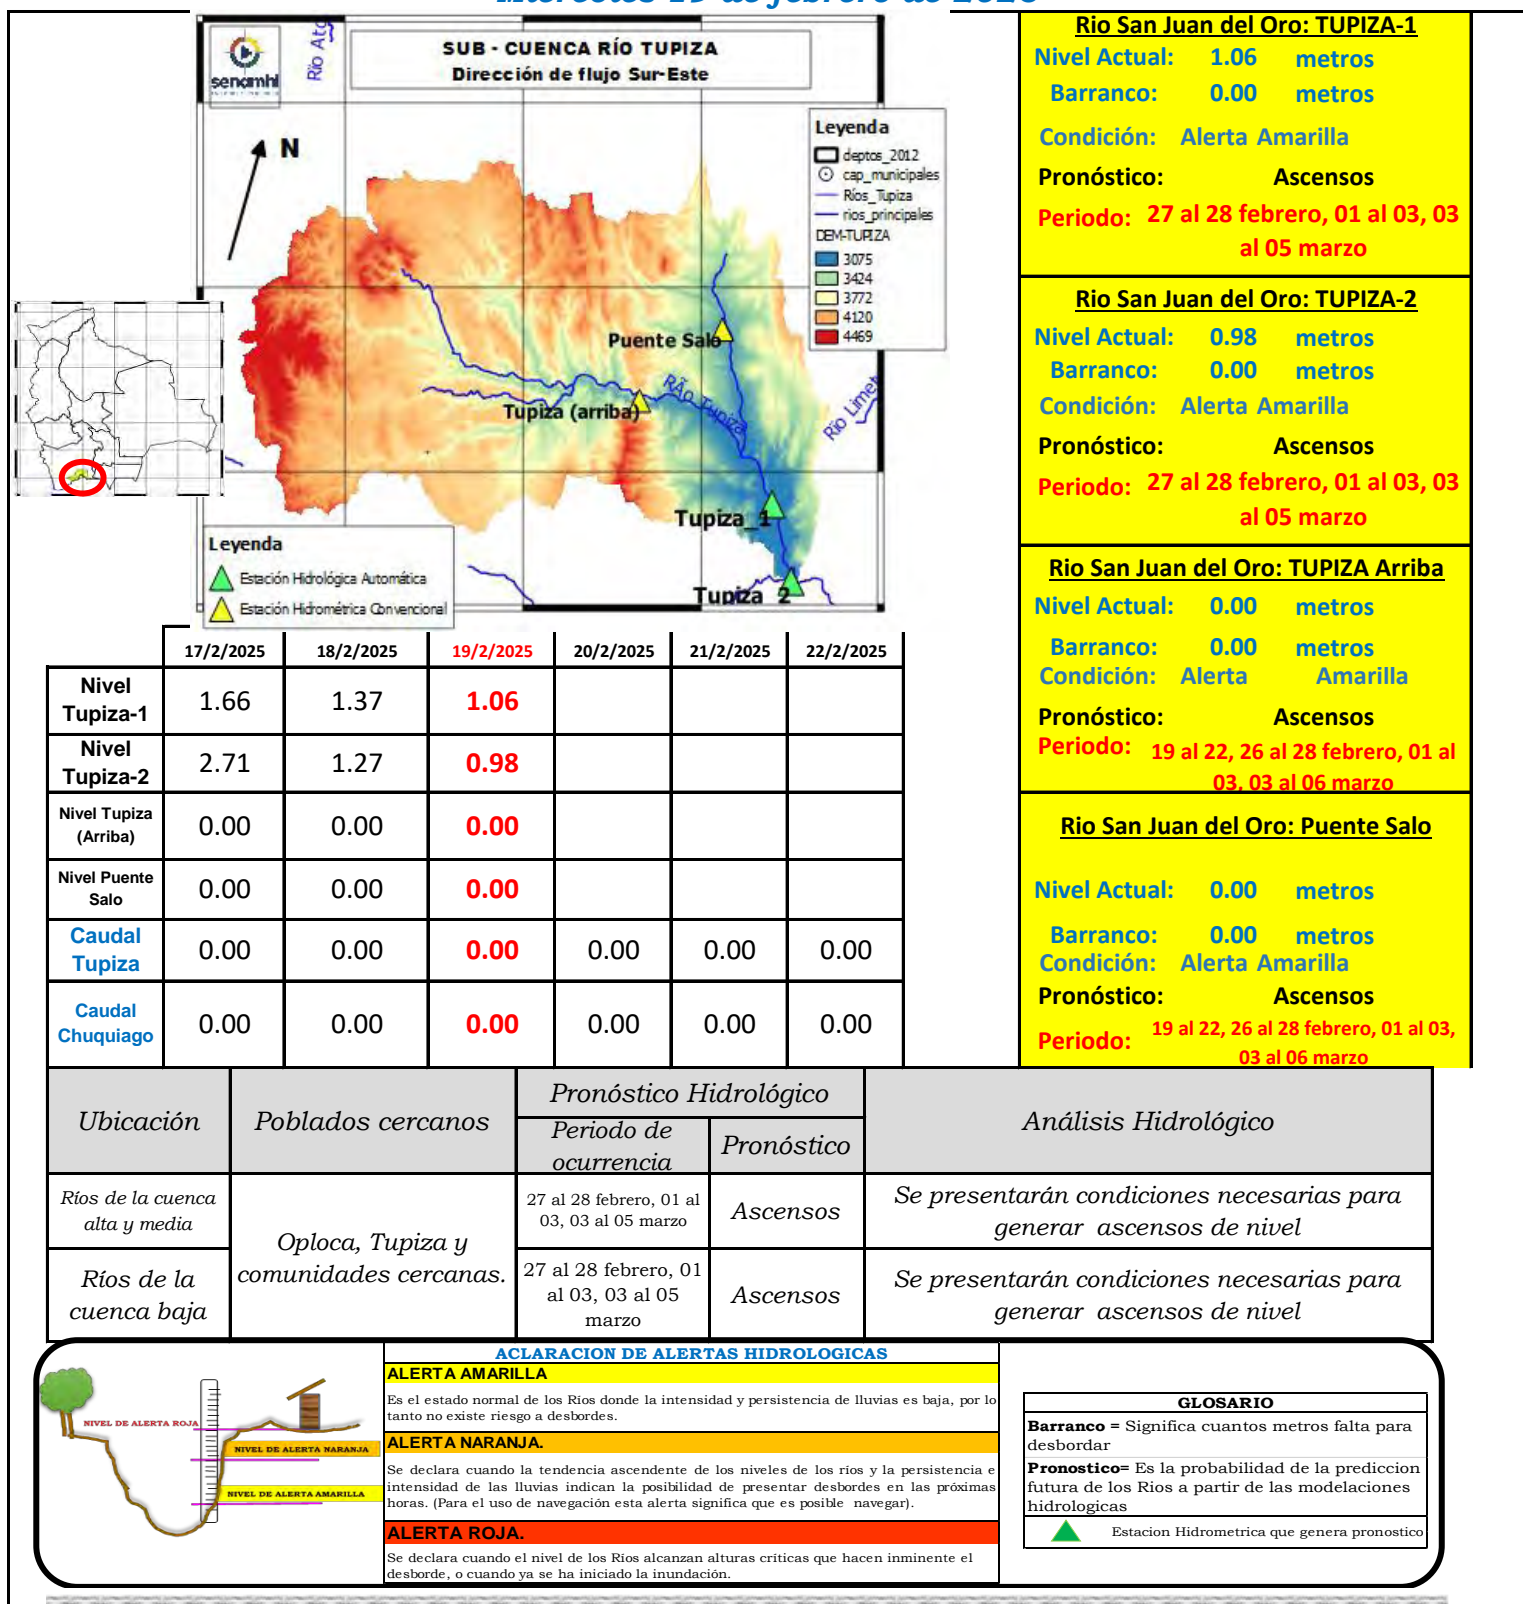 Miércoles 19 de febrero de 2025
senamhi
SUB - CUENCA RÍO TUPIZA
Dirección de flujo Sur-Este
N
Leyenda
deptos_2012
cap_municipales
Ríos_Tupiza
rios_principales
DEM-TUPIZA
3075
3424
3772
4120
4469
Puente Salo
Tupiza (arriba)
RÃo Tupiza
Tupiza_1
Tupiza_2
Leyenda
Estación Hidrológica Automática
Estación Hidrométrica Convencional
Rio San Juan del Oro: TUPIZA-1
Nivel Actual: 1.06 metros
Barranco: 0.00 metros
Condición: Alerta Amarilla
Pronóstico: Ascensos
Periodo: 27 al 28 febrero, 01 al 03, 03
al 05 marzo
Rio San Juan del Oro: TUPIZA-2
Nivel Actual: 0.98 metros
Barranco: 0.00 metros
Condición: Alerta Amarilla
Pronóstico: Ascensos
Periodo: 27 al 28 febrero, 01 al 03, 03
al 05 marzo
Rio San Juan del Oro: TUPIZA Arriba
Nivel Actual: 0.00 metros
Barranco: 0.00 metros
Condición: Alerta Amarilla
Pronóstico: Ascensos
Periodo: 19 al 22, 26 al 28 febrero, 01 al
03, 03 al 06 marzo
Rio San Juan del Oro: Puente Salo
Nivel Actual: 0.00 metros
Barranco: 0.00 metros
Condición: Alerta Amarilla
Pronóstico: Ascensos
Periodo: 19 al 22, 26 al 28 febrero, 01 al 03,
03 al 06 marzo
17/2/2025 18/2/2025 19/2/2025 20/2/2025 21/2/2025 22/2/2025
Nivel
Tupiza-1 1.66 1.37 1.06
Nivel
Tupiza-2 2.71 1.27 0.98
Nivel Tupiza
(Arriba) 0.00 0.00 0.00
Nivel Puente
Salo 0.00 0.00 0.00
Caudal
Tupiza 0.00 0.00 0.00 0.00 0.00 0.00
Caudal
Chuquiago 0.00 0.00 0.00 0.00 0.00 0.00
Ubicación Poblados cercanos Pronóstico Hidrológico Análisis Hidrológico
Periodo de
ocurrencia Pronóstico
Ríos de la cuenca
alta y media
Oploca, Tupiza y
comunidades cercanas.
27 al 28 febrero, 01 al
03, 03 al 05 marzo
Ascensos
Se presentarán condiciones necesarias para
generar ascensos de nivel
Ríos de la
cuenca baja
27 al 28 febrero, 01
al 03, 03 al 05
marzo
Ascensos
Se presentarán condiciones necesarias para
generar ascensos de nivel
NIVEL DE ALERTA ROJA
NIVEL DE ALERTA NARANJA
NIVEL DE ALERTA AMARILLA
ACLARACION DE ALERTAS HIDROLOGICAS
ALERTA AMARILLA
Es el estado normal de los Rios donde la intensidad y persistencia de lluvias es baja, por lo
tanto no existe riesgo a desbordes.
ALERTA NARANJA.
Se declara cuando la tendencia ascendente de los niveles de los ríos y la persistencia e
intensidad de las lluvias indican la posibilidad de presentar desbordes en las próximas
horas. (Para el uso de navegación esta alerta significa que es posible navegar).
ALERTA ROJA.
Se declara cuando el nivel de los Ríos alcanzan alturas críticas que hacen inminente el
desborde, o cuando ya se ha iniciado la inundación.
GLOSARIO
Barranco = Significa cuantos metros falta para
desbordar
Pronostico= Es la probabilidad de la prediccion
futura de los Rios a partir de las modelaciones
hidrologicas
Estacion Hidrometrica que genera pronostico